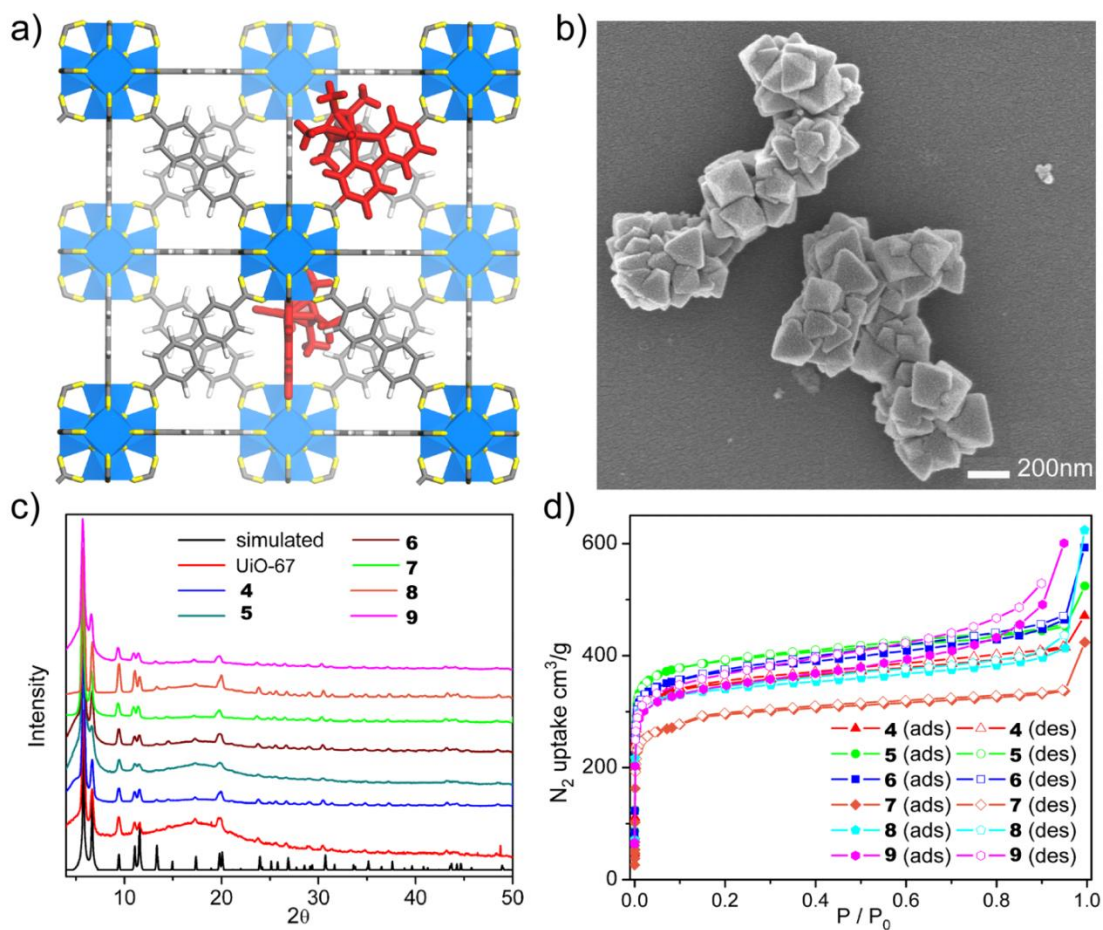 a)
b)
200nm
c)
simulated
UiO-67
4
5
6
7
8
9
Intensity
10 20 30 40 50
2θ
d)
600
400
200
0
N₂ uptake cm³/g
4 (ads) 4 (des)
5 (ads) 5 (des)
6 (ads) 6 (des)
7 (ads) 7 (des)
8 (ads) 8 (des)
9 (ads) 9 (des)
0.0 0.2 0.4 0.6 0.8 1.0
P / P₀